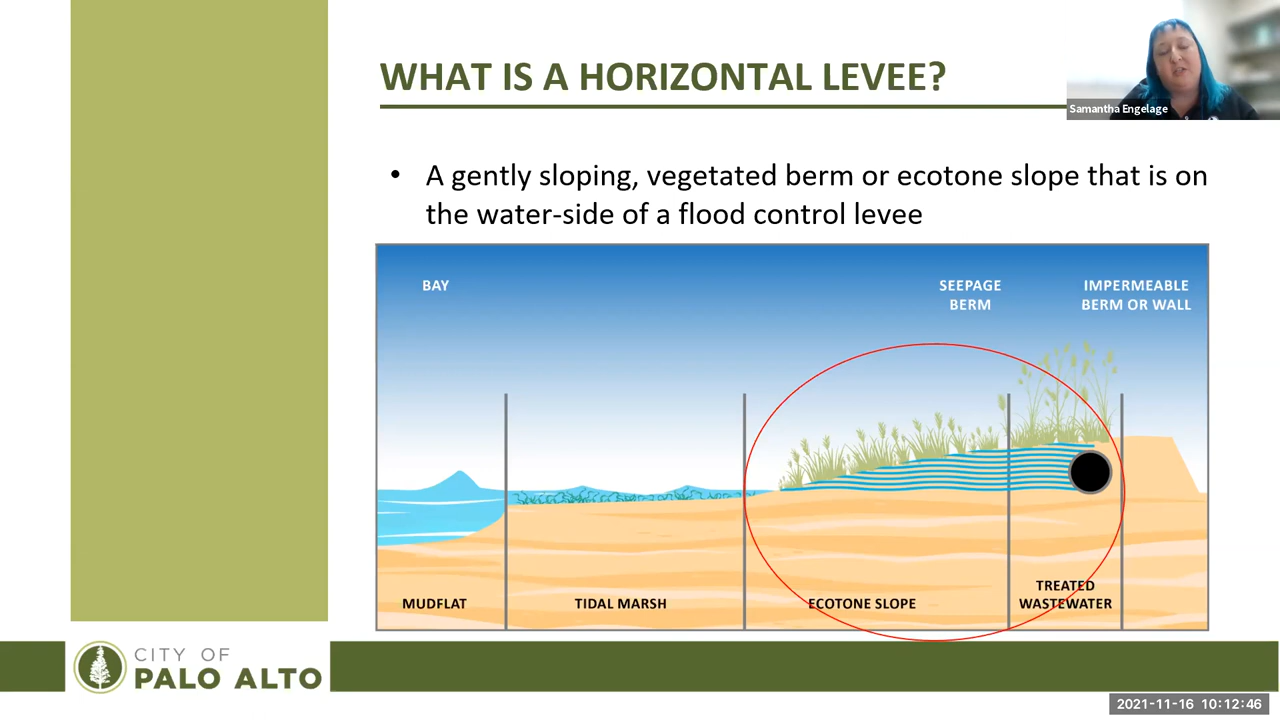 WHAT IS A HORIZONTAL LEVEE?
Samantha Engelage
• A gently sloping, vegetated berm or ecotone slope that is on
the water-side of a flood control levee
BAY
SEEPAGE
BERM
IMPERMEABLE
BERM OR WALL
MUDFLAT
TIDAL MARSH
ECOTONE SLOPE
TREATED
WASTEWATER
CITY OF
PALO ALTO
2021-11-16 10:12:46